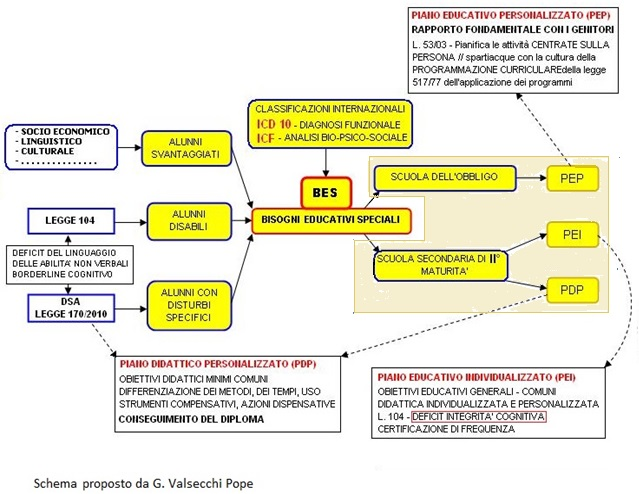 PIANO EDUCATIVO PERSONALIZZATO (PEP)
RAPPORTO FONDAMENTALE CON I GENITORI
L. 53/03 - Pianifica le attività CENTRATE SULLA
PERSONA // spartiacque con la cultura della
PROGRAMMAZIONE CURRICULAREdella legge
517/77 dell'applicazione dei programmi
CLASSIFICAZIONI INTERNAZIONALI
ICD 10 - DIAGNOSI FUNZIONALE
ICF - ANALISI BIO-PSICO-SOCIALE
- SOCIO ECONOMICO
- LINGUISTICO
- CULTURALE
- . . . . . . . . . . . . . .
ALUNNI
SVANTAGGIATI
BES
BISOGNI EDUCATIVI SPECIALI
SCUOLA DELL'OBBLIGO
PEP
LEGGE 104
ALUNNI
DISABILI
PEI
DEFICIT DEL LINGUAGGIO
DELLE ABILITA' NON VERBALI
BORDERLINE COGNITIVO
SCUOLA SECONDARIA DI II°
MATURITA'
PDP
DSA
LEGGE 170/2010
ALUNNI CON
DISTURBI
SPECIFICI
PIANO DIDATTICO PERSONALIZZATO (PDP)
OBIETTIVI DIDATTICI MINIMI COMUNI
DIFFERENZIAZIONE DEI METODI, DEI TEMPI, USO
STRUMENTI COMPENSATIVI, AZIONI DISPENSATIVE
CONSEGUIMENTO DEL DIPLOMA
PIANO EDUCATIVO INDIVIDUALIZZATO (PEI)
OBIETTIVI EDUCATIVI GENERALI - COMUNI
DIDATTICA INDIVIDUALIZZATA E PERSONALIZZATA
L. 104 - DEFICIT INTEGRITA' COGNITIVA
CERTIFICAZIONE DI FREQUENZA
Schema proposto da G. Valsecchi Pope